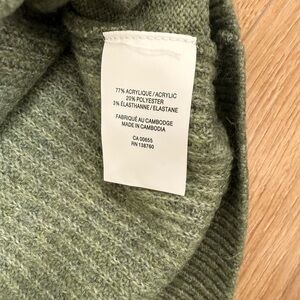 77% ACRYLIQUE / ACRYLIC
20% POLYESTER
3% ÉLASTHANNE / ELASTANE
FABRIQUÉ AU CAMBODGE
MADE IN CAMBODIA
CA 00655
RN 138760